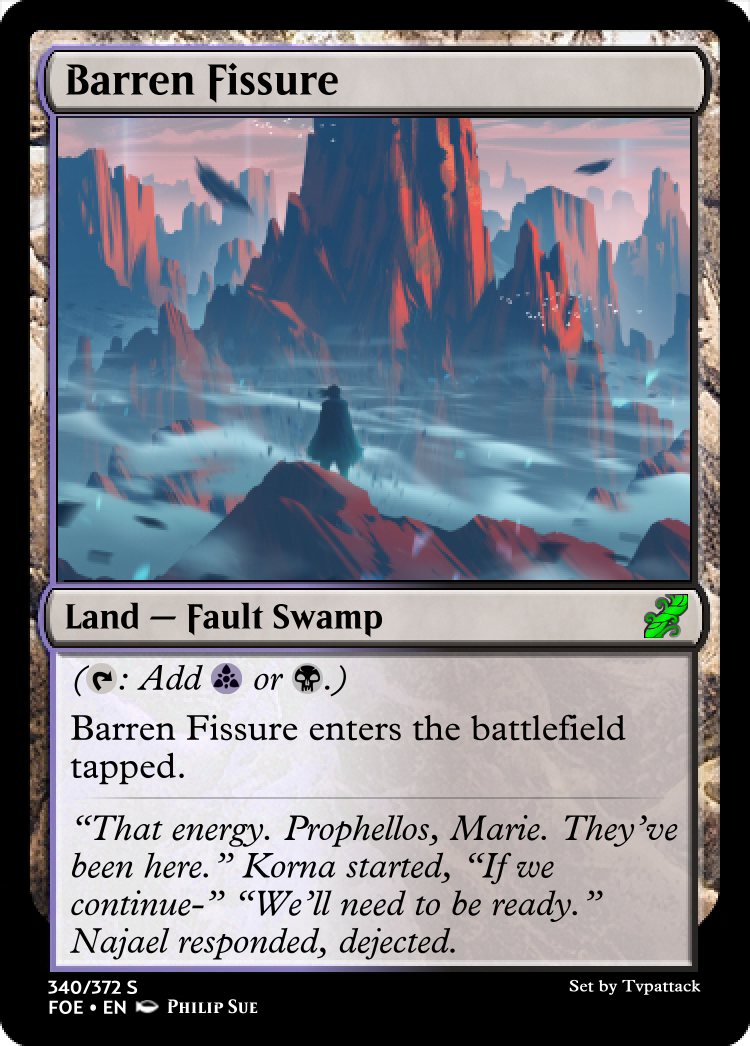 Barren Fissure
Land — Fault Swamp
(: Add or .)
Barren Fissure enters the battlefield
tapped.
“That energy. Prophellos, Marie. They’ve
been here.” Korna started, “If we
continue-” “We’ll need to be ready.”
Najael responded, dejected.
340/372 S
Set by Tvpattack
FOE • EN Philip Sue